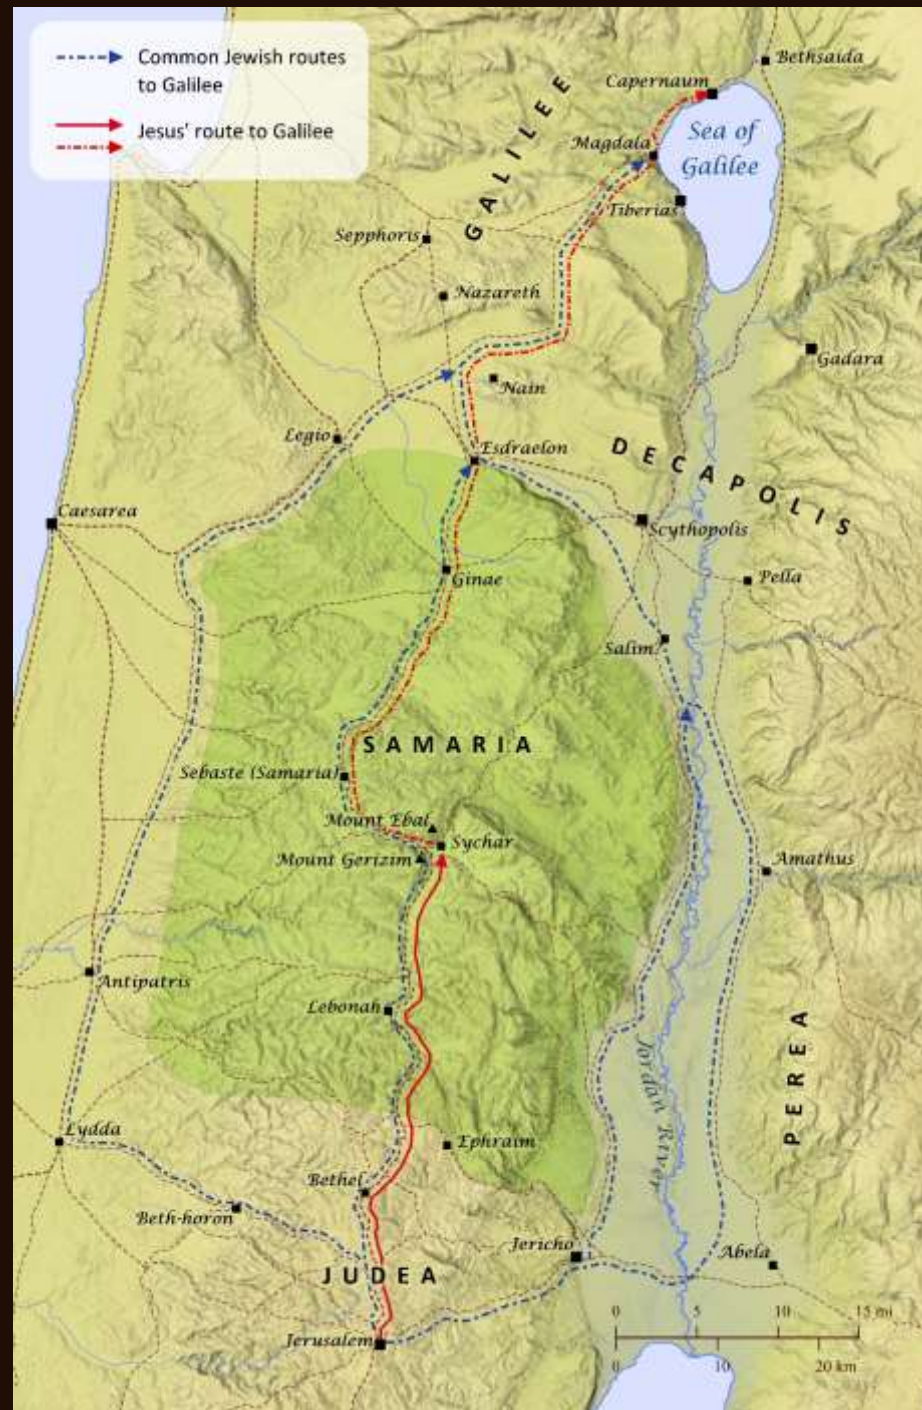 Common Jewish routes
to Galilee
Jesus' route to Galilee
Bethsaida
Capernaum
GALILEE
Sea of
Galilee
Magdala
Tiberias
Sepphoris
Nazareth
Gadara
Nain
Legio
Esdraelon
DECAPOLIS
Caesarea
Scythopolis
Ginae
Pella
Salim
SAMARIA
Sebaste (Samaria)
Mount Ebal
Sychar
Mount Gerizim
Amathus
Antipatris
Lebonah
Jordan River
PEREA
Lydda
Ephraim
Bethel
Beth-horon
Jericho
Abela
JUDEA
0 5 10 15 mi
Jerusalem
0 10 20 km